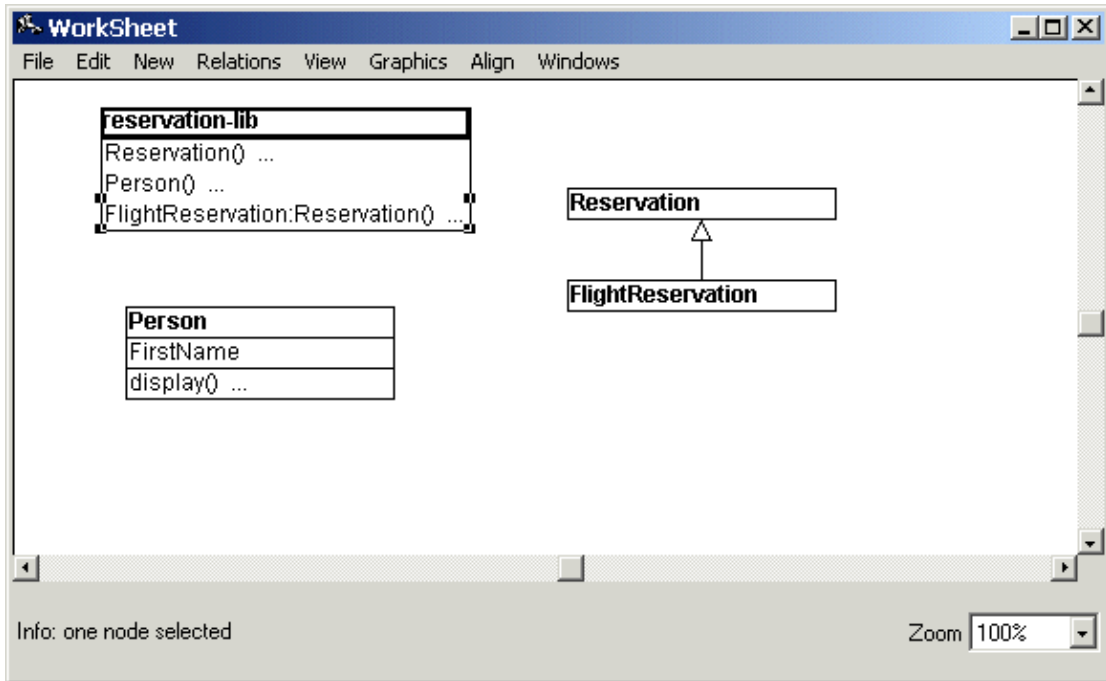 WorkSheet
File Edit New Relations View Graphics Align Windows
reservation-lib
Reservation() ...
Person() ...
FlightReservation:Reservation() ...
Reservation
FlightReservation
Person
FirstName
display() ...
Info: one node selected
Zoom 100%